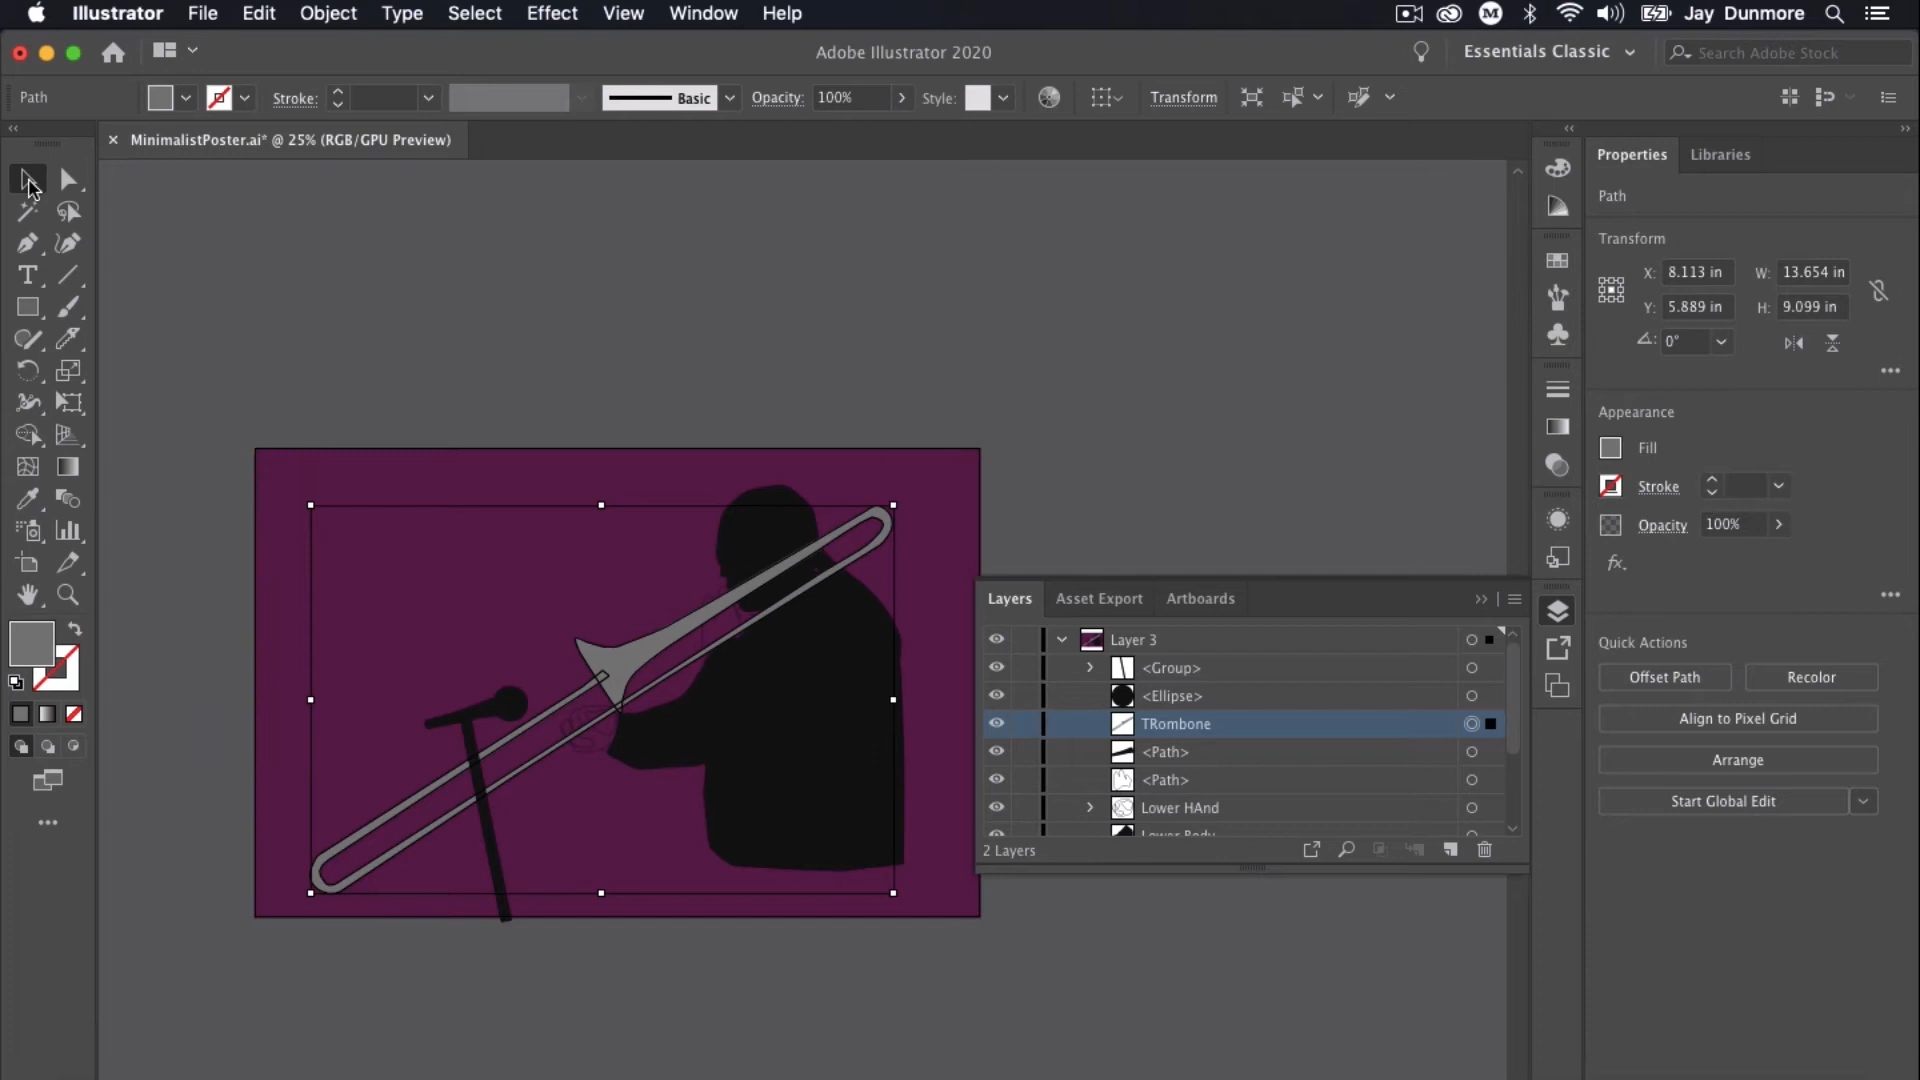 Illustrator File Edit Object Type Select Effect View Window Help Jay Dunmore
Adobe Illustrator 2020 Essentials Classic Search Adobe Stock
Path Stroke: Basic Opacity: 100% Style: Transform
MinimalistPoster.ai* @ 25% (RGB/GPU Preview)
Properties Libraries
Path
Transform
X: 8.113 in W: 13.654 in
Y: 5.889 in H: 9.099 in
0°
Appearance
Fill
Stroke
Opacity 100%
fx.
Quick Actions
Offset Path Recolor
Align to Pixel Grid
Arrange
Start Global Edit
Layers Asset Export Artboards
Layer 3
<Group>
<Ellipse>
TRombone
<Path>
<Path>
Lower HAnd
Lower Body
2 Layers